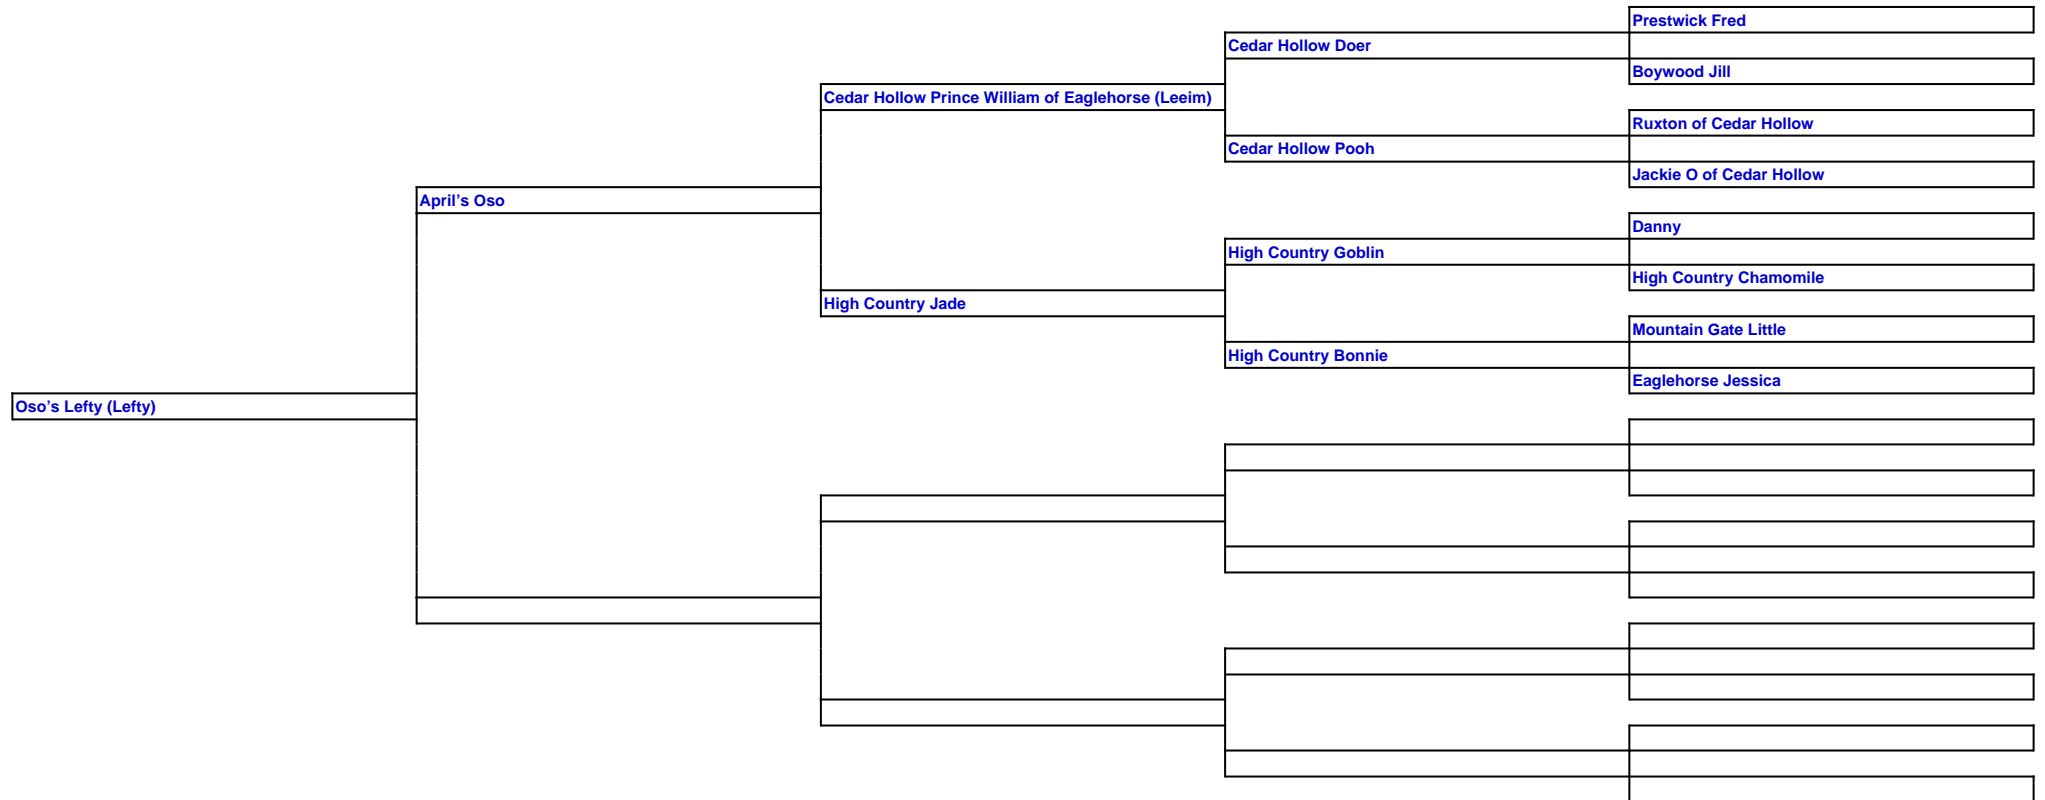 Prestwick Fred
Cedar Hollow Doer
Boywood Jill
Cedar Hollow Prince William of Eaglehorse (Leeim)
Ruxton of Cedar Hollow
Cedar Hollow Pooh
Jackie O of Cedar Hollow
April’s Oso
Danny
High Country Goblin
High Country Chamomile
High Country Jade
Mountain Gate Little
High Country Bonnie
Eaglehorse Jessica
Oso’s Lefty (Lefty)